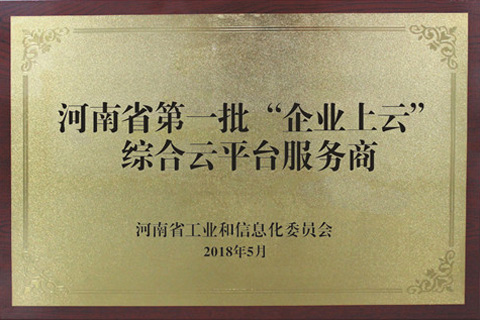 河南省第一批“企业上云”
综合云平台服务商
河南省工业和信息化委员会
2018年5月